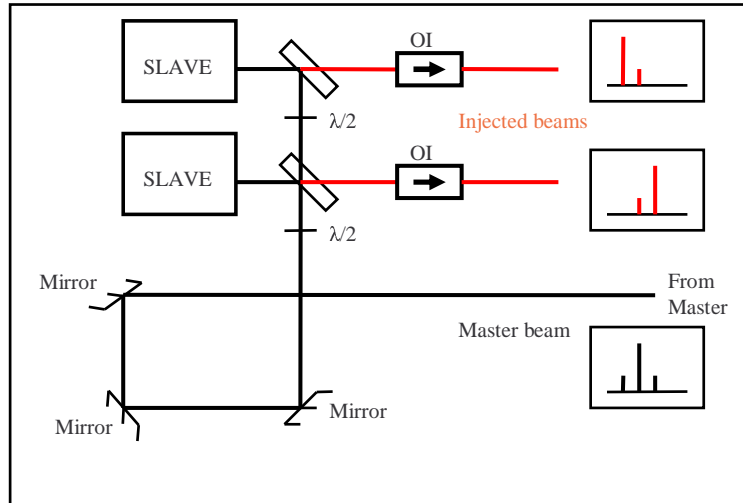 OI
SLAVE
λ/2
Injected beams
OI
SLAVE
λ/2
Mirror
From
Master
Master beam
Mirror
Mirror